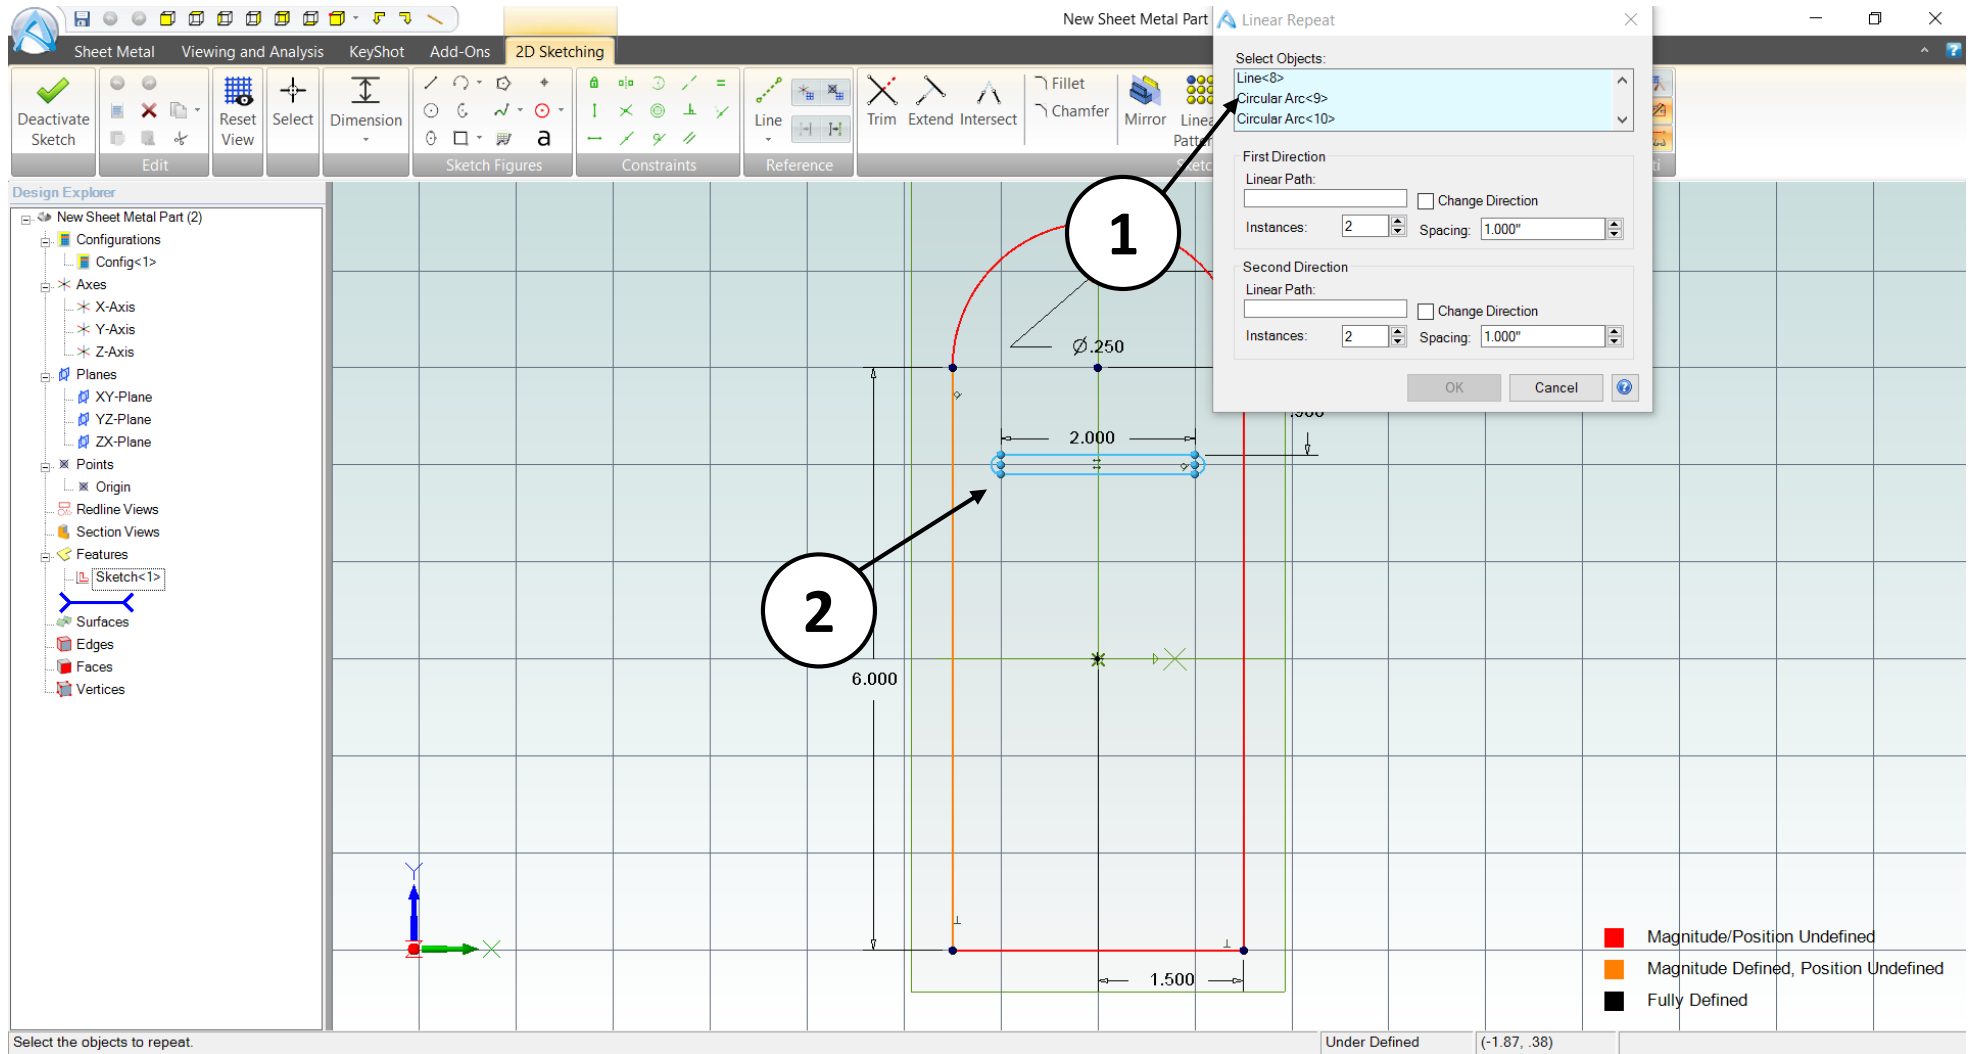 New Sheet Metal Part
Linear Repeat
Sheet Metal
Viewing and Analysis
KeyShot
Add-Ons
2D Sketching
Deactivate
Sketch
Edit
Reset
View
Select
Dimension
a
Sketch Figures
Constraints
Line
Reference
Trim
Extend
Intersect
Fillet
Chamfer
Mirror
Select Objects:
Line<8>
Circular Arc<9>
Circular Arc<10>
First Direction
Linear Path:
Change Direction
Instances: 2
Spacing: 1.000"
Second Direction
Linear Path:
Change Direction
Instances: 2
Spacing: 1.000"
OK
Cancel
Design Explorer
New Sheet Metal Part (2)
Configurations
Config<1>
Axes
X-Axis
Y-Axis
Z-Axis
Planes
XY-Plane
YZ-Plane
ZX-Plane
Points
Origin
Redline Views
Section Views
Features
Sketch<1>
Surfaces
Edges
Faces
Vertices
1
Ø.250
2.000
2
6.000
1.500
Y
X
X
Magnitude/Position Undefined
Magnitude Defined, Position Undefined
Fully Defined
Select the objects to repeat.
Under Defined
(-1.87, .38)